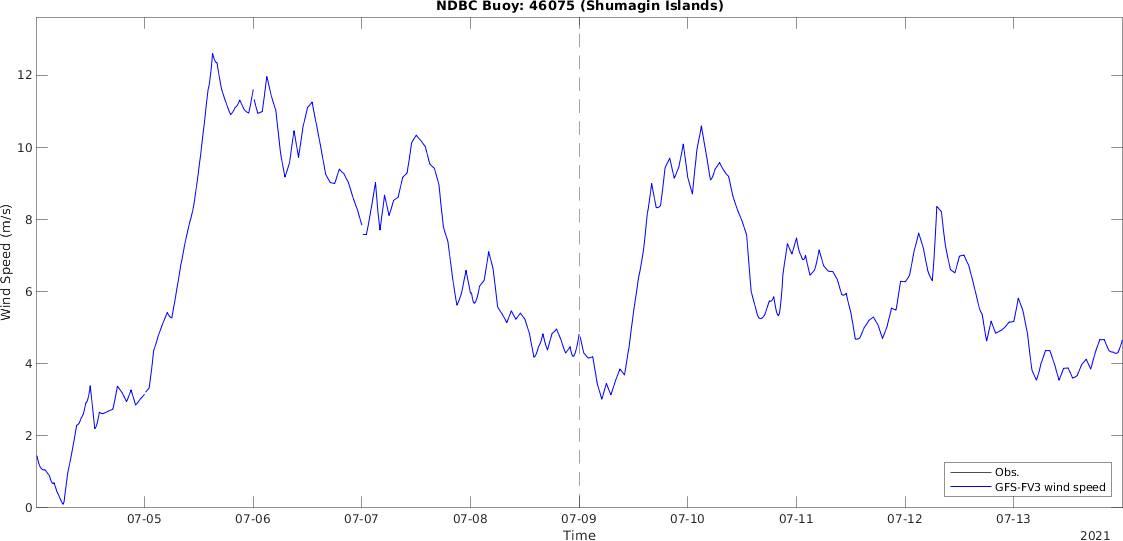 NDBC Buoy: 46075 (Shumagin Islands)
12
10
8
6
4
2
0
Wind Speed (m/s)
Obs.
GFS-FV3 wind speed
07-05 07-06 07-07 07-08 07-09 07-10 07-11 07-12 07-13
Time
2021